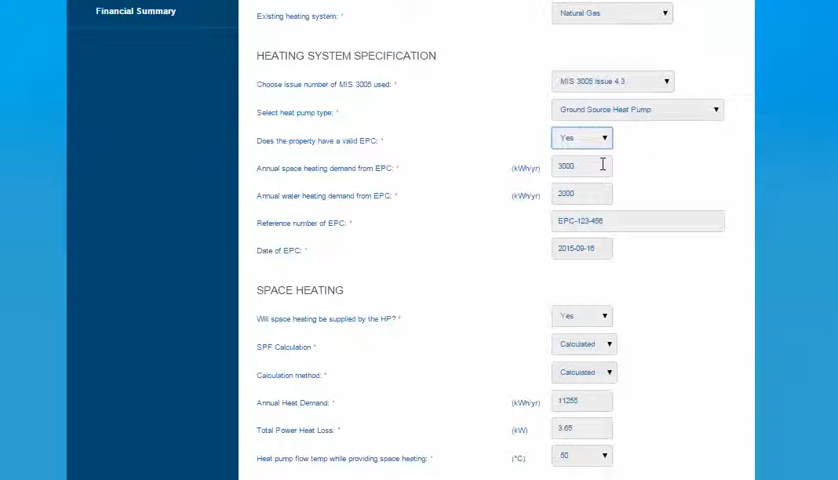 Financial Summary
Existing heating system: * Natural Gas
HEATING SYSTEM SPECIFICATION
Choose issue number of MIS 3005 used: * MIS 3005 issue 4.3
Select heat pump type: * Ground Source Heat Pump
Does the property have a valid EPC: * Yes
Annual space heating demand from EPC: * (kWh/yr) 3000
Annual water heating demand from EPC: * (kWh/yr) 2000
Reference number of EPC: * EPC-123-456
Date of EPC: * 2015-09-16
SPACE HEATING
Will space heating be supplied by the HP? * Yes
SPF Calculation * Calculated
Calculation method: * Calculated
Annual Heat Demand: * (kWh/yr) 11255
Total Power Heat Loss: * (kW) 3.65
Heat pump flow temp while providing space heating: * (°C) 50